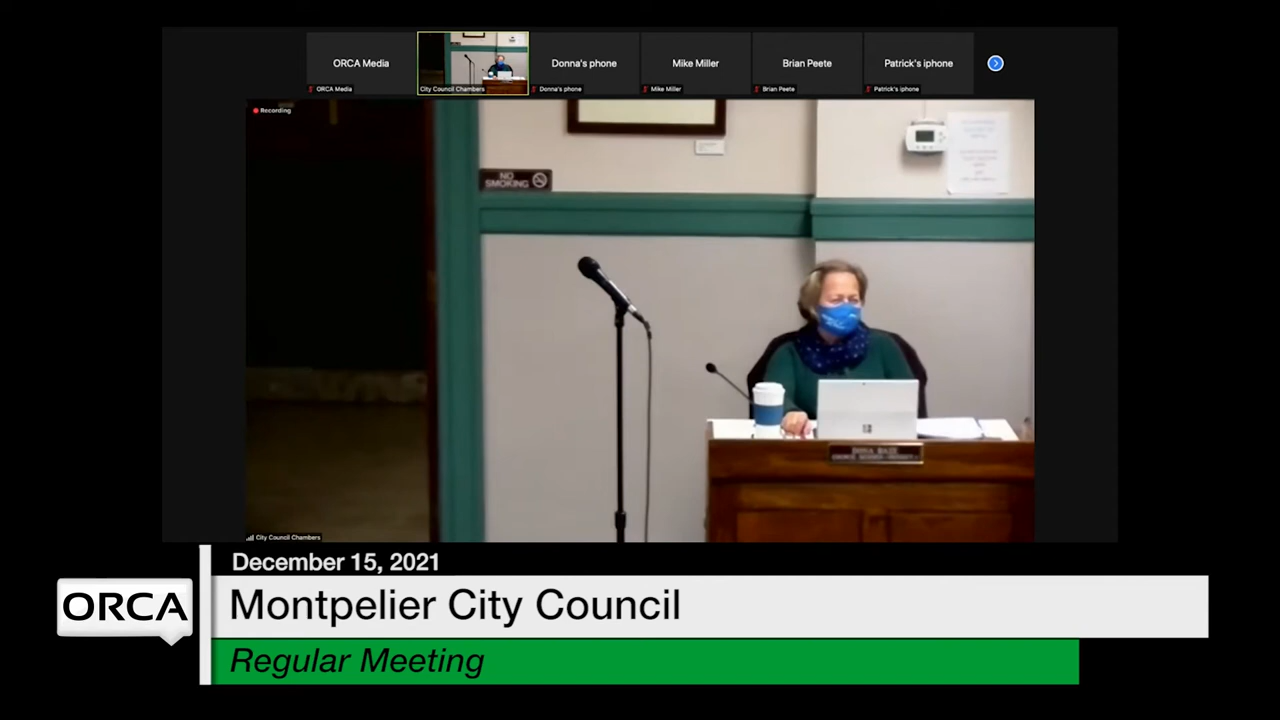 ORCA Media
Donna's phone
Mike Miller
Brian Peete
Patrick's iphone
ORCA Media
City Council Chambers
Donna's phone
Mike Miller
Brian Peete
Patrick's iphone
Recording
NO
SMOKING
City Council Chambers
December 15, 2021
ORCA
Montpelier City Council
Regular Meeting